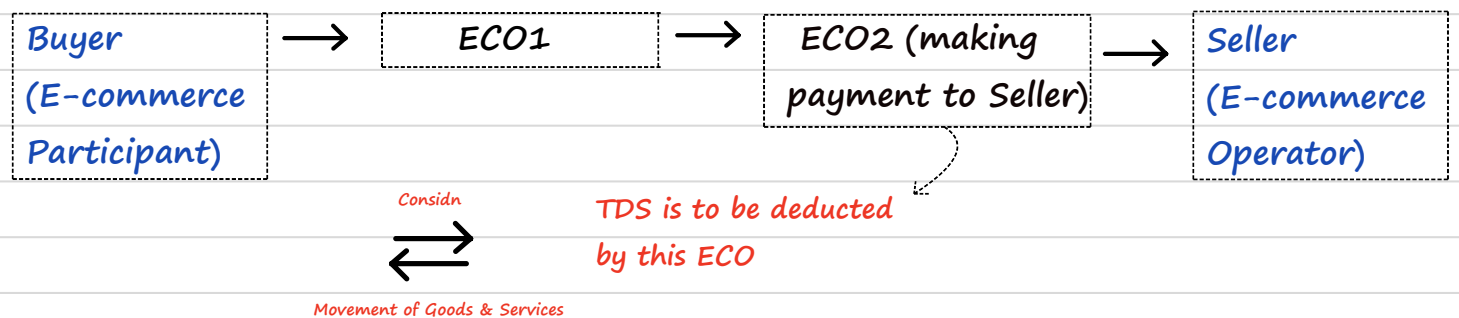 Buyer
(E-commerce
Participant)
ECO1
ECO2 (making
payment to Seller)
Seller
(E-commerce
Operator)
Considn
Movement of Goods & Services
TDS is to be deducted
by this ECO